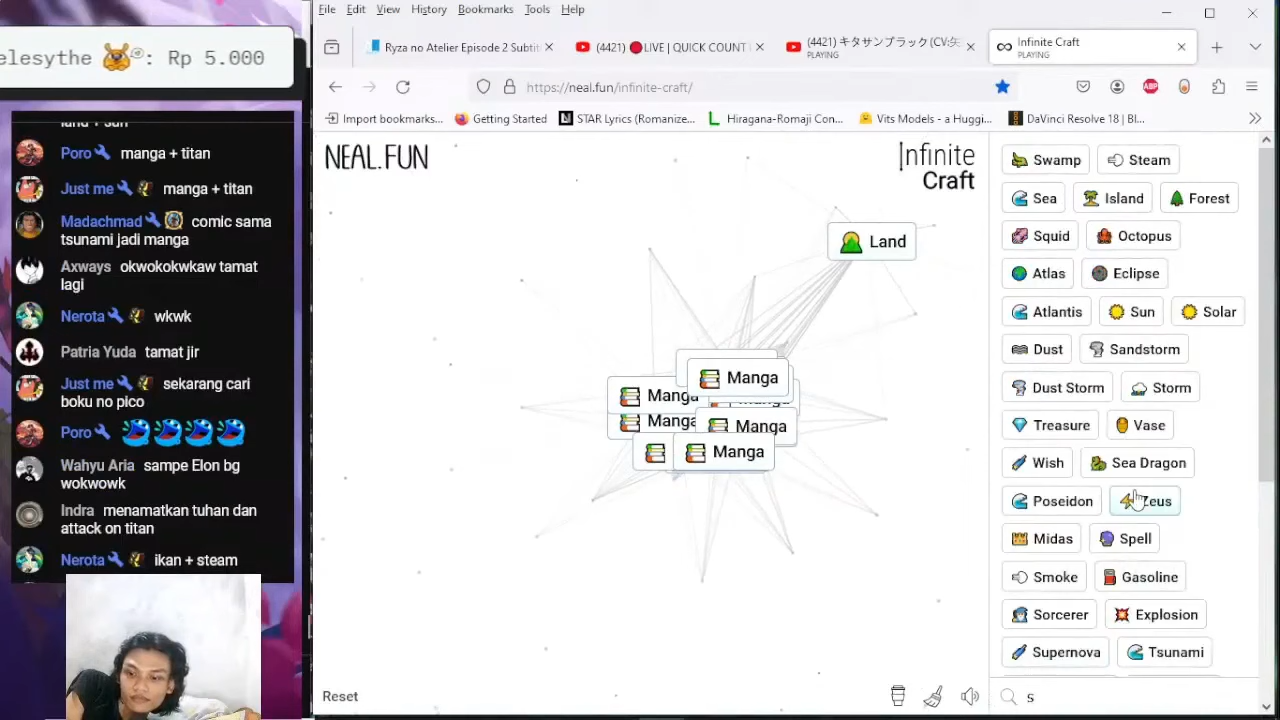 elesythe : Rp 5.000
land + sun
Poro manga + titan
Just me manga + titan
Madachmad comic sama
tsunami jadi manga
Axways okwokokwkaw tamat
lagi
Nerota wkwk
Patria Yuda tamat jir
Just me sekarang cari
boku no pico
Poro
Wahyu Aria sampe Elon bg
wokwowk
Indra menamatkan tuhan dan
attack on titan
Nerota ikan + steam
File Edit View History Bookmarks Tools Help
Ryza no Atelier Episode 2 Subtit
(4421) LIVE | QUICK COUNT
(4421) キタサンブラック(CV:矢
PLAYING
Infinite Craft
PLAYING
https://neal.fun/infinite-craft/
Import bookmarks...
Getting Started
STAR Lyrics (Romanize...
Hiragana-Romaji Con...
Vits Models - a Huggi...
DaVinci Resolve 18 | Bl...
NEAL.FUN
Infinite
Craft
Land
Manga
Manga
Manga
Manga
Manga
Manga
Reset
Swamp Steam
Sea Island Forest
Squid Octopus
Atlas Eclipse
Atlantis Sun Solar
Dust Sandstorm
Dust Storm Storm
Treasure Vase
Wish Sea Dragon
Poseidon Zeus
Midas Spell
Smoke Gasoline
Sorcerer Explosion
Supernova Tsunami
s